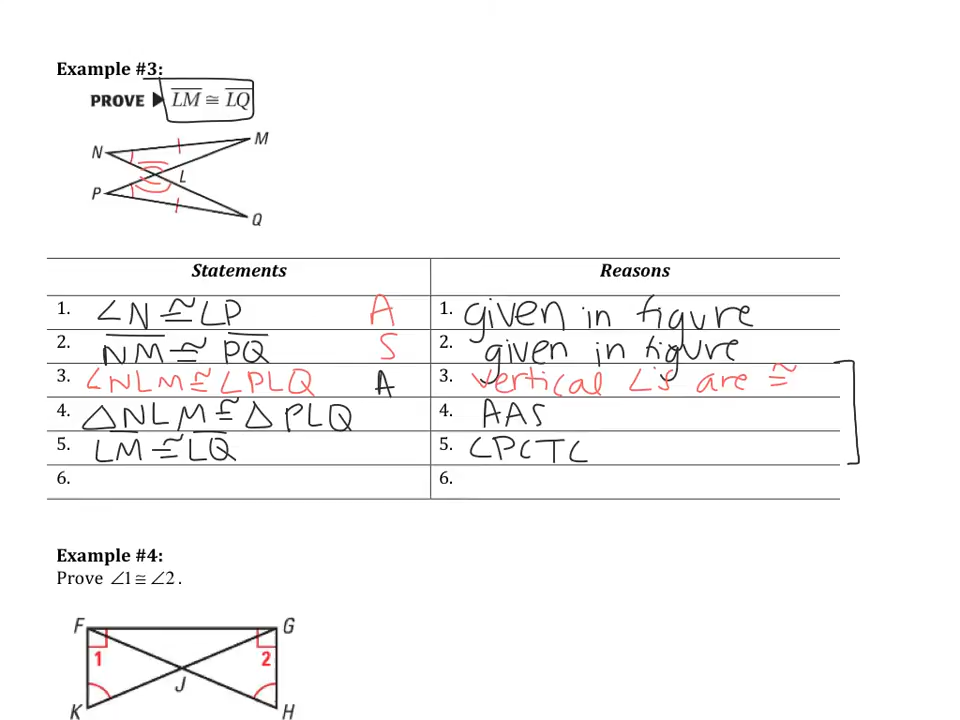 Example #3:
PROVE ▶ LM ≅ LQ
M
N
L
P
Q
Statements Reasons
1. ∠N ≅ ∠P A 1. given in figure
2. NM ≅ PQ S 2. given in figure
3. ∠NLM ≅ ∠PLQ A 3. vertical ∠'s are ≅
4. △NLM ≅ △PLQ 4. AAS
5. LM ≅ LQ 5. CPCTC
6. 6.
Example #4:
Prove ∠1 ≅ ∠2.
F G
1 2
J
K H